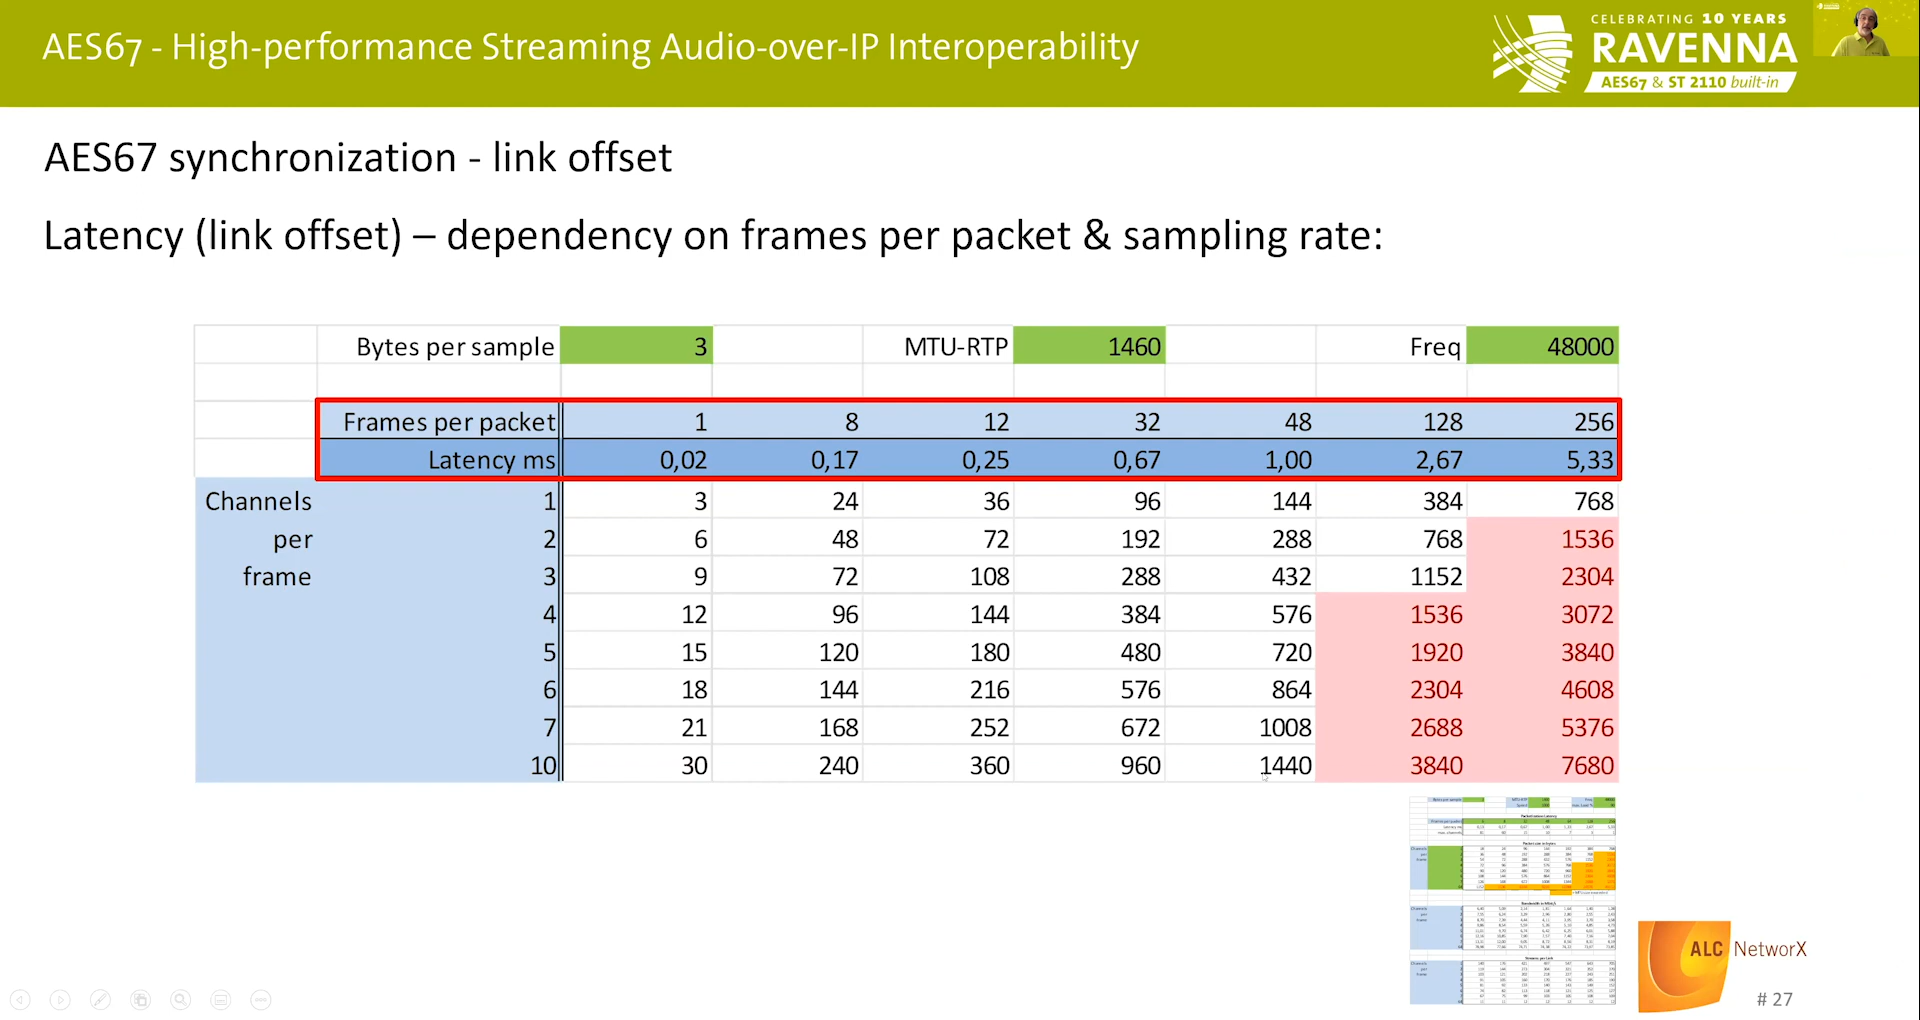 AES67 - High-performance Streaming Audio-over-IP Interoperability
CELEBRATING 10 YEARS
RAVENNA
AES67 & ST 2110 built-in
AES67 synchronization - link offset
Latency (link offset) – dependency on frames per packet & sampling rate:
Bytes per sample 3 MTU-RTP 1460 Freq 48000
Frames per packet 1 8 12 32 48 128 256
Latency ms 0,02 0,17 0,25 0,67 1,00 2,67 5,33
Channels 1 3 24 36 96 144 384 768
per 2 6 48 72 192 288 768 1536
frame 3 9 72 108 288 432 1152 2304
4 12 96 144 384 576 1536 3072
5 15 120 180 480 720 1920 3840
6 18 144 216 576 864 2304 4608
7 21 168 252 672 1008 2688 5376
10 30 240 360 960 1440 3840 7680
ALC NetworX
# 27